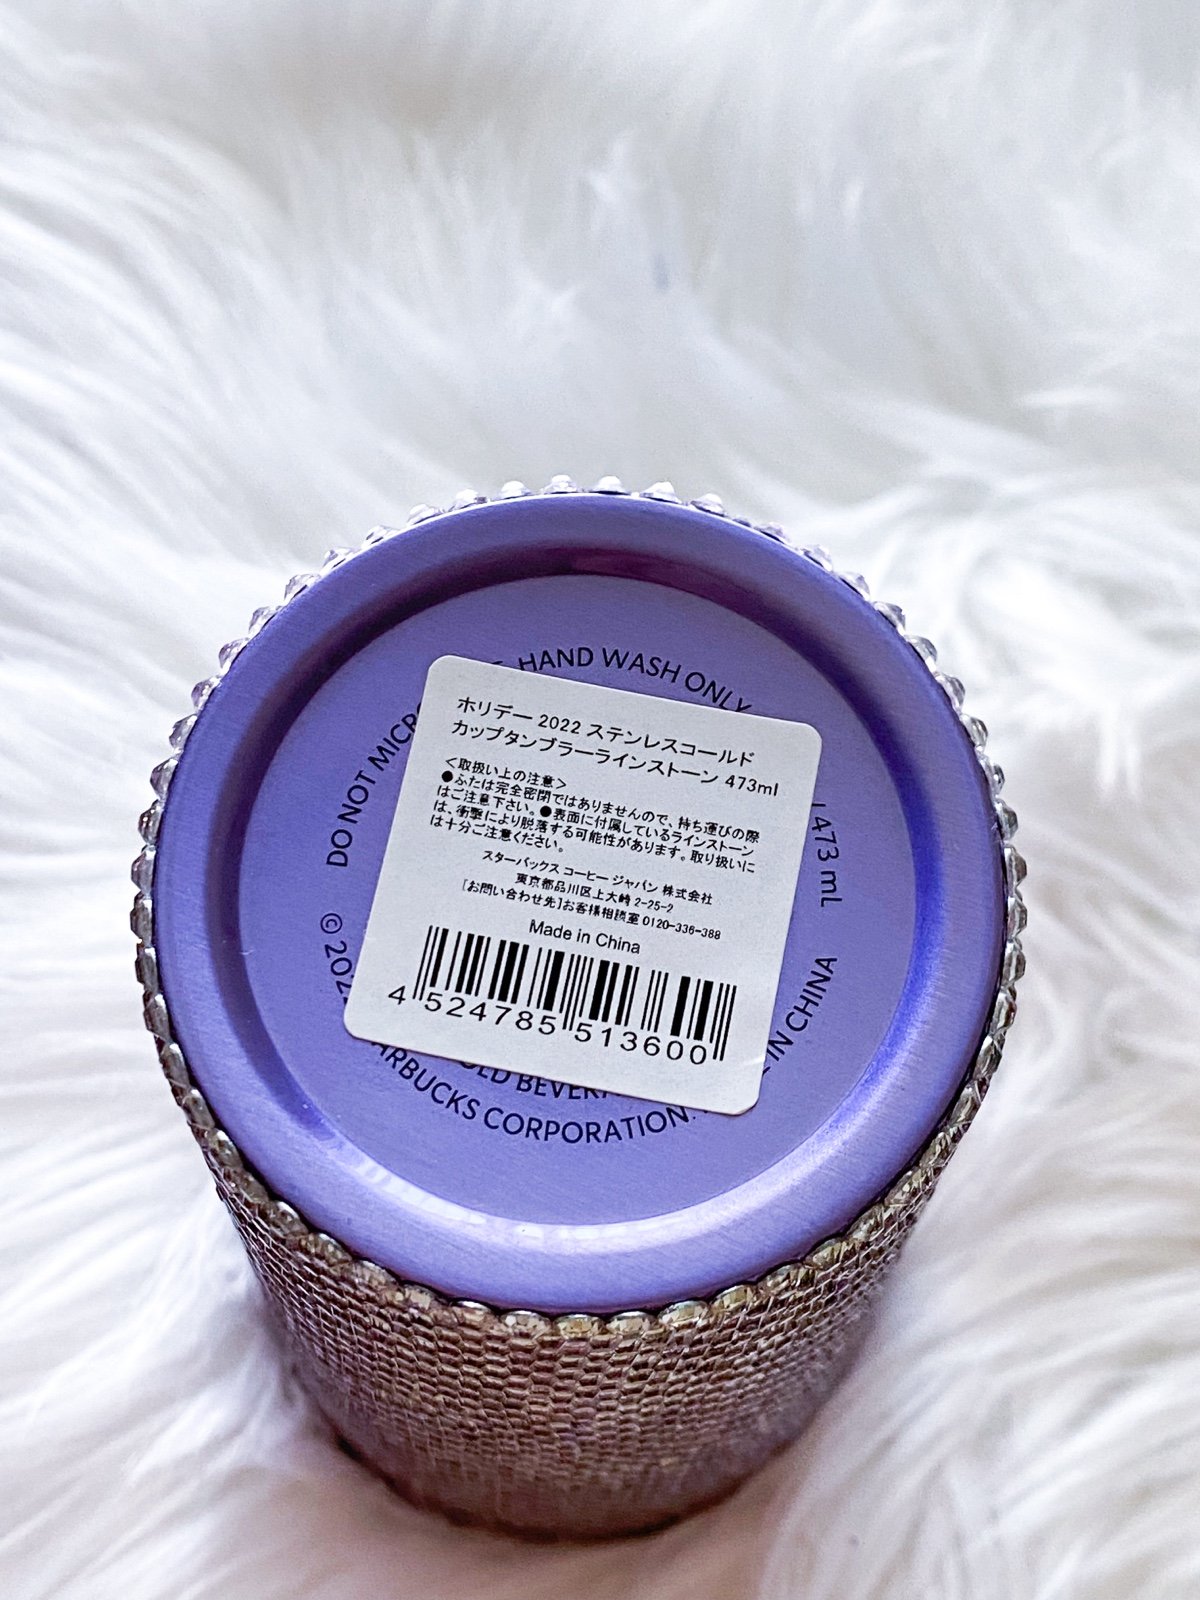 HAND WASH ONLY
DO NOT
473 mL
ホリデー 2022 ステンレスコールド
カップタンブラーラインストーン 473ml
＜取扱い上の注意＞
●ふたは完全密閉ではありませんので、持ち運びの際
はご注意下さい。●表面に付属しているラインストーン
は、衝撃により脱落する可能性があります。取り扱いに
は十分ご注意ください。
スターバックス コーヒー ジャパン 株式会社
東京都品川区上大崎 2-25-2
[お問い合わせ先]お客様相談室 0120-336-388
Made in China
4 524785 513600
©
CORPORATION.
IN CHINA